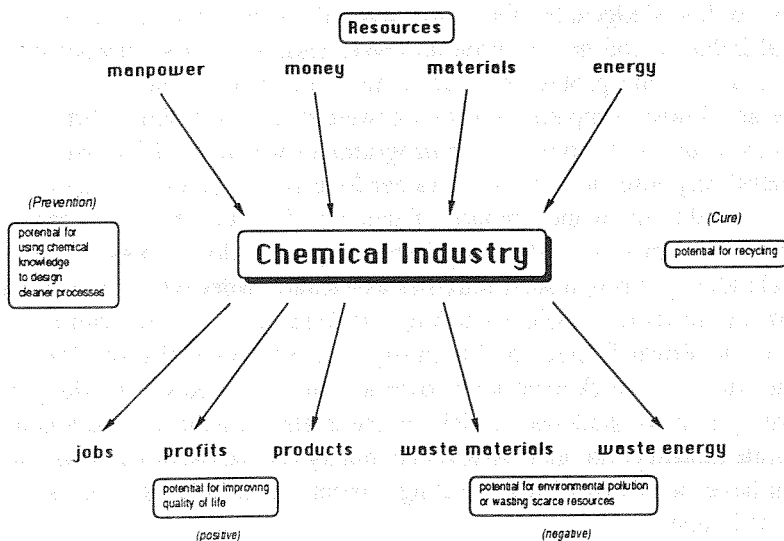 Resources
manpower money materials energy
(Prevention)
potential for
using chemical
knowledge
to design
cleaner processes
Chemical Industry
(Cure)
potential for recycling
jobs profits products waste materials waste energy
potential for improving
quality of life
(positive)
potential for environmental pollution
or wasting scarce resources
(negative)